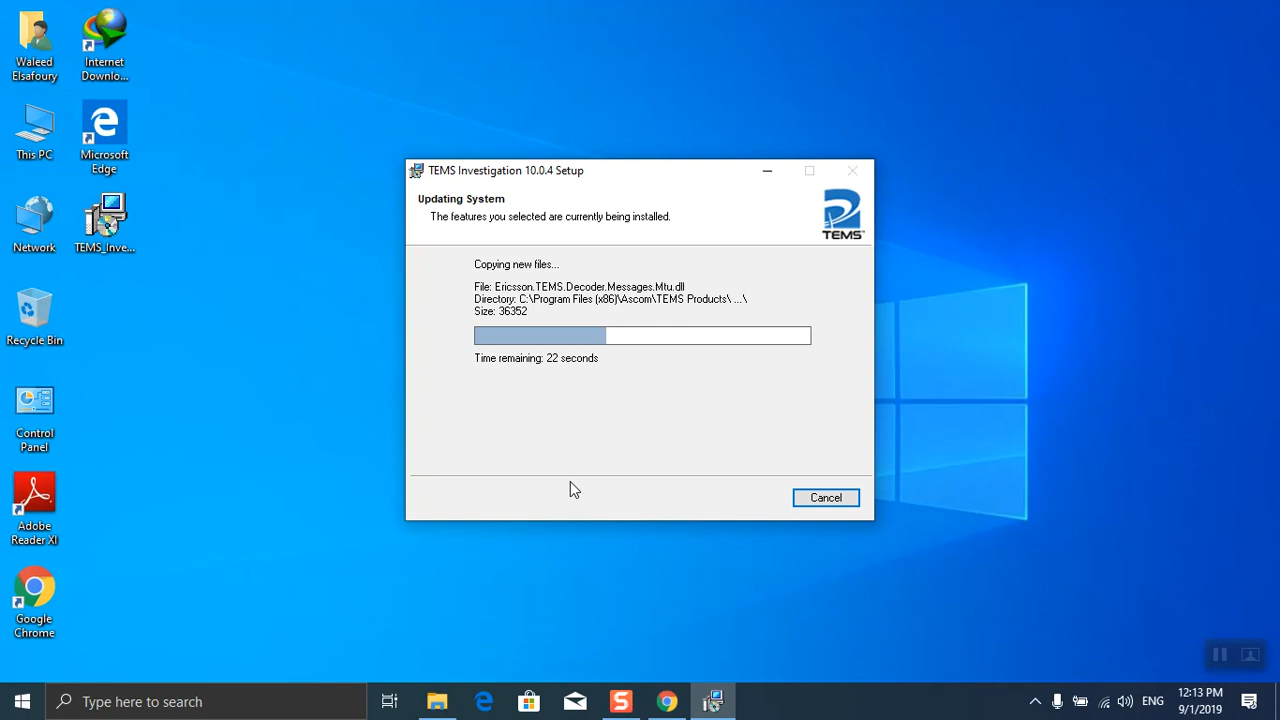 Waleed
Elsafoury
Internet
Downlo...
This PC
Microsoft
Edge
Network
TEMS_Inve...
Recycle Bin
Control
Panel
Adobe
Reader XI
Google
Chrome
TEMS Investigation 10.0.4 Setup
Updating System
The features you selected are currently being installed.
TEMS™
Copying new files...
File: Ericsson.TEMS.Decoder.Messages.Mtu.dll
Directory: C:\Program Files (x86)\Ascom\TEMS Products\ ...\
Size: 36352
Time remaining: 22 seconds
Cancel
Type here to search
ENG
12:13 PM
9/1/2019